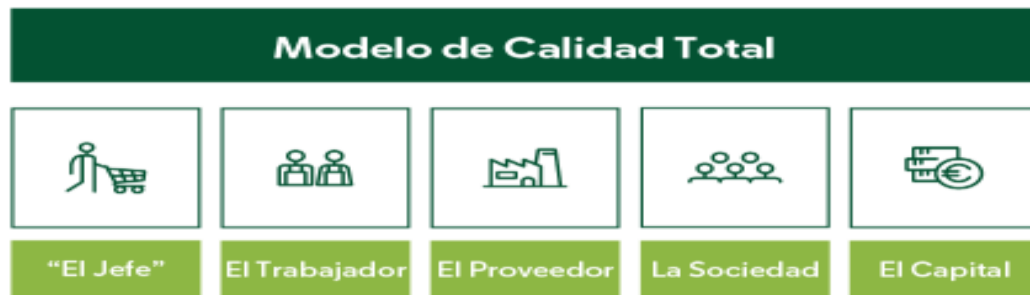 Modelo de Calidad Total
“El Jefe”
El Trabajador
El Proveedor
La Sociedad
El Capital